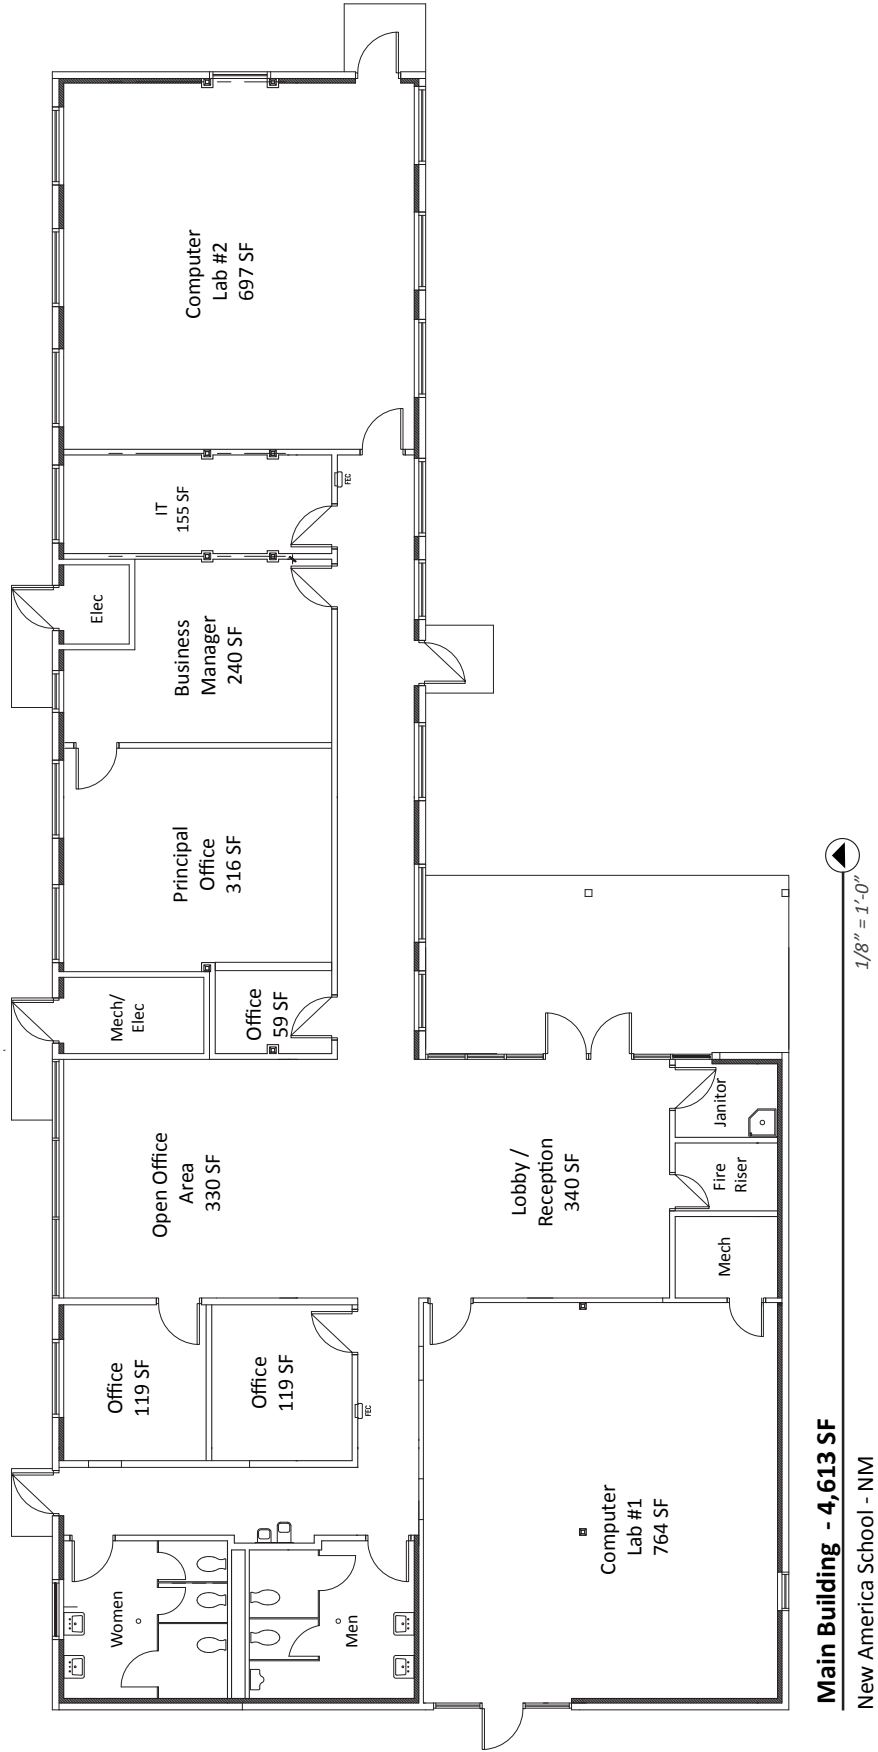 Computer
Lab #2
697 SF
IT
155 SF
FEC
Elec
Business
Manager
240 SF
Principal
Office
316 SF
Mech/
Elec
Office
59 SF
Open Office
Area
330 SF
Lobby /
Reception
340 SF
Janitor
Fire
Riser
Mech
Office
119 SF
Office
119 SF
FEC
Computer
Lab #1
764 SF
Women
Men
Main Building - 4,613 SF
New America School - NM
1/8" = 1'-0"